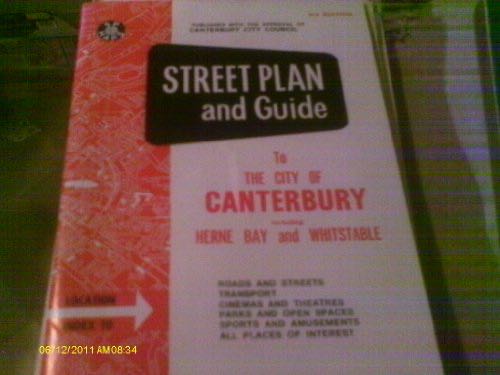 PUBLISHED WITH THE APPROVAL OF
CANTERBURY CITY COUNCIL
STREET PLAN
and Guide
To
THE CITY OF
CANTERBURY
including
HERNE BAY and WHITSTABLE
ROADS AND STREETS
TRANSPORT
CINEMAS AND THEATRES
PARKS AND OPEN SPACES
SPORTS AND AMUSEMENTS
ALL PLACES OF INTEREST
LOCATION
INDEX TO
06/12/2011 AM08:34